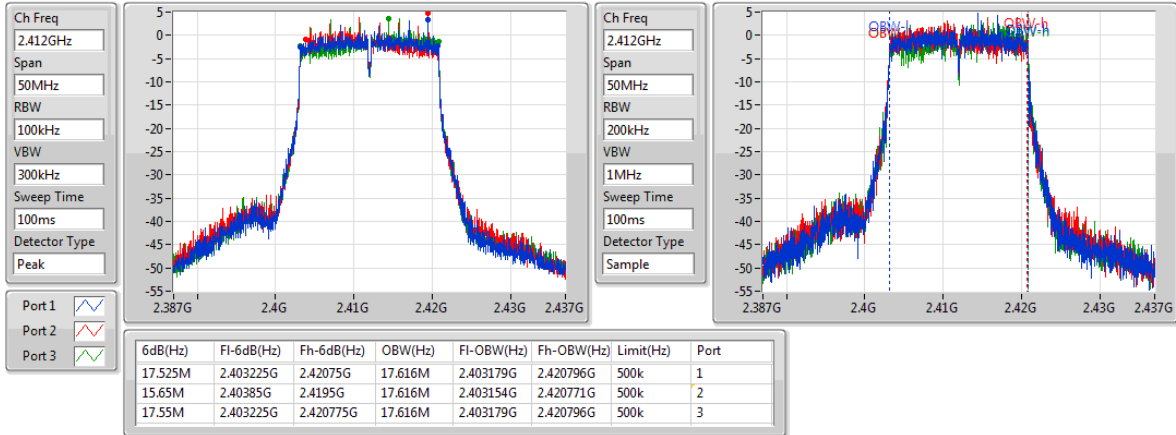 Ch Freq
2.412GHz
Span
50MHz
RBW
100kHz
VBW
300kHz
Sweep Time
100ms
Detector Type
Peak
5
0
-5
-10
-15
-20
-25
-30
-35
-40
-45
-50
-55
2.387G 2.4G 2.41G 2.42G 2.437G
Ch Freq
2.412GHz
Span
50MHz
RBW
200kHz
VBW
1MHz
Sweep Time
100ms
Detector Type
Sample
5
0
-5
-10
-15
-20
-25
-30
-35
-40
-45
-50
-55
OBW-l OBW-h
OBW-h
2.387G 2.4G 2.41G 2.42G 2.43G 2.437G
Port 1
Port 2
Port 3
6dB(Hz) Fl-6dB(Hz) Fh-6dB(Hz) OBW(Hz) Fl-OBW(Hz) Fh-OBW(Hz) Limit(Hz) Port
17.525M 2.403225G 2.42075G 17.616M 2.403179G 2.420796G 500k 1
15.65M 2.40385G 2.4195G 17.616M 2.403154G 2.420771G 500k 2
17.55M 2.403225G 2.420775G 17.616M 2.403179G 2.420796G 500k 3